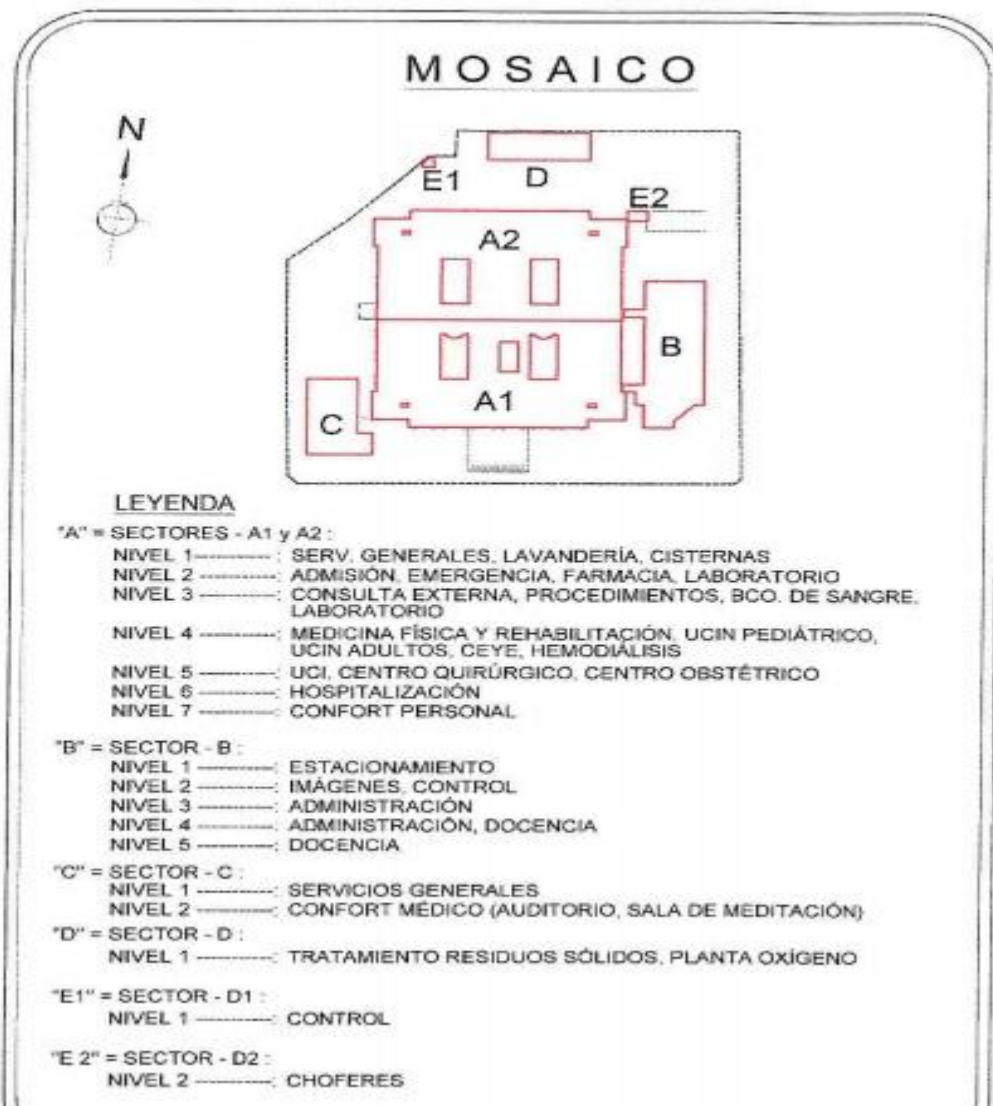 MOSAICO
N
E1
D
E2
A2
B
A1
C
LEYENDA
"A" = SECTORES - A1 y A2 :
NIVEL 1-----------: SERV. GENERALES, LAVANDERÍA, CISTERNAS
NIVEL 2 ----------: ADMISIÓN, EMERGENCIA, FARMACIA, LABORATORIO
NIVEL 3 ----------: CONSULTA EXTERNA, PROCEDIMIENTOS, BCO. DE SANGRE,
LABORATORIO
NIVEL 4 ----------: MEDICINA FÍSICA Y REHABILITACIÓN, UCIN PEDIÁTRICO,
UCIN ADULTOS, CEYE, HEMODIÁLISIS
NIVEL 5 ----------: UCI, CENTRO QUIRÚRGICO, CENTRO OBSTÉTRICO
NIVEL 6 ----------: HOSPITALIZACIÓN
NIVEL 7 ----------: CONFORT PERSONAL
"B" = SECTOR - B :
NIVEL 1 ----------: ESTACIONAMIENTO
NIVEL 2 ----------: IMÁGENES, CONTROL
NIVEL 3 ----------: ADMINISTRACIÓN
NIVEL 4 ----------: ADMINISTRACIÓN, DOCENCIA
NIVEL 5 ----------: DOCENCIA
"C" = SECTOR - C :
NIVEL 1 ----------: SERVICIOS GENERALES
NIVEL 2 ----------: CONFORT MÉDICO (AUDITORIO, SALA DE MEDITACIÓN)
"D" = SECTOR - D :
NIVEL 1 ----------: TRATAMIENTO RESIDUOS SÓLIDOS, PLANTA OXÍGENO
"E1" = SECTOR - D1 :
NIVEL 1 ----------: CONTROL
"E 2" = SECTOR - D2 :
NIVEL 2 ----------: CHOFERES